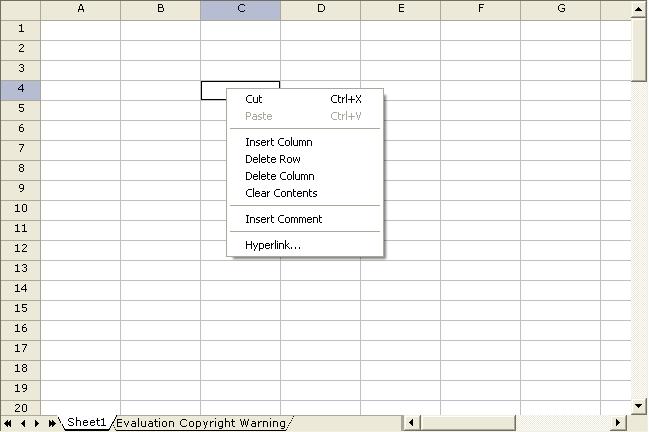 A B C D E F G
1
2
3
4
5
6
7
8
9
10
11
12
13
14
15
16
17
18
19
20
Cut Ctrl+X
Paste Ctrl+V
Insert Column
Delete Row
Delete Column
Clear Contents
Insert Comment
Hyperlink...
Sheet1 Evaluation Copyright Warning